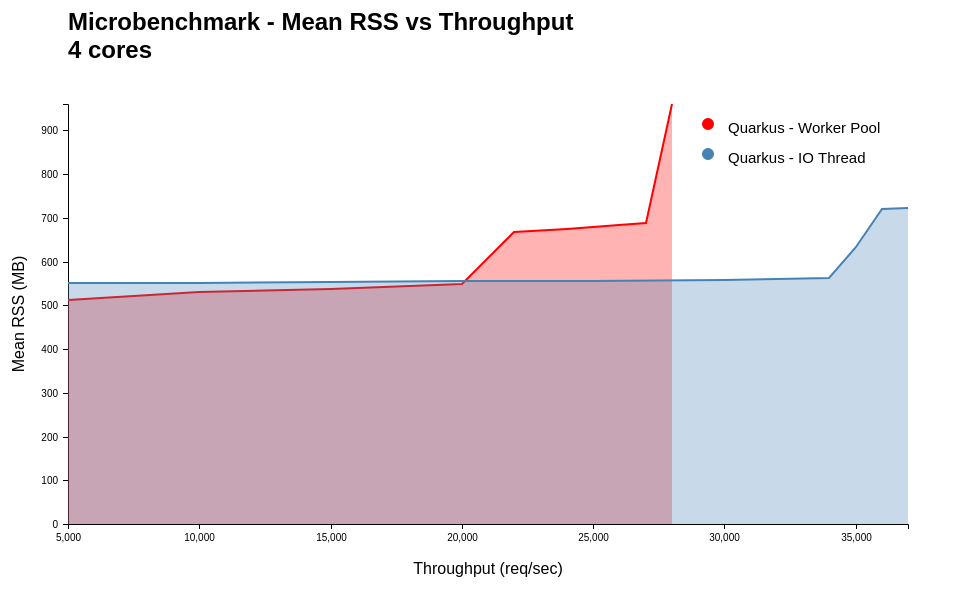 Microbenchmark - Mean RSS vs Throughput
4 cores
Quarkus - Worker Pool
Quarkus - IO Thread
Mean RSS (MB)
900
800
700
600
500
400
300
200
100
0
5,000 10,000 15,000 20,000 25,000 30,000 35,000
Throughput (req/sec)